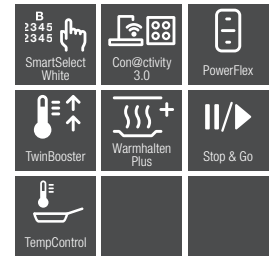 B
2345
2345
SmartSelect
White
Con@ctivity
3.0
PowerFlex
TwinBooster
Warmhalten
Plus
Stop & Go
TempControl